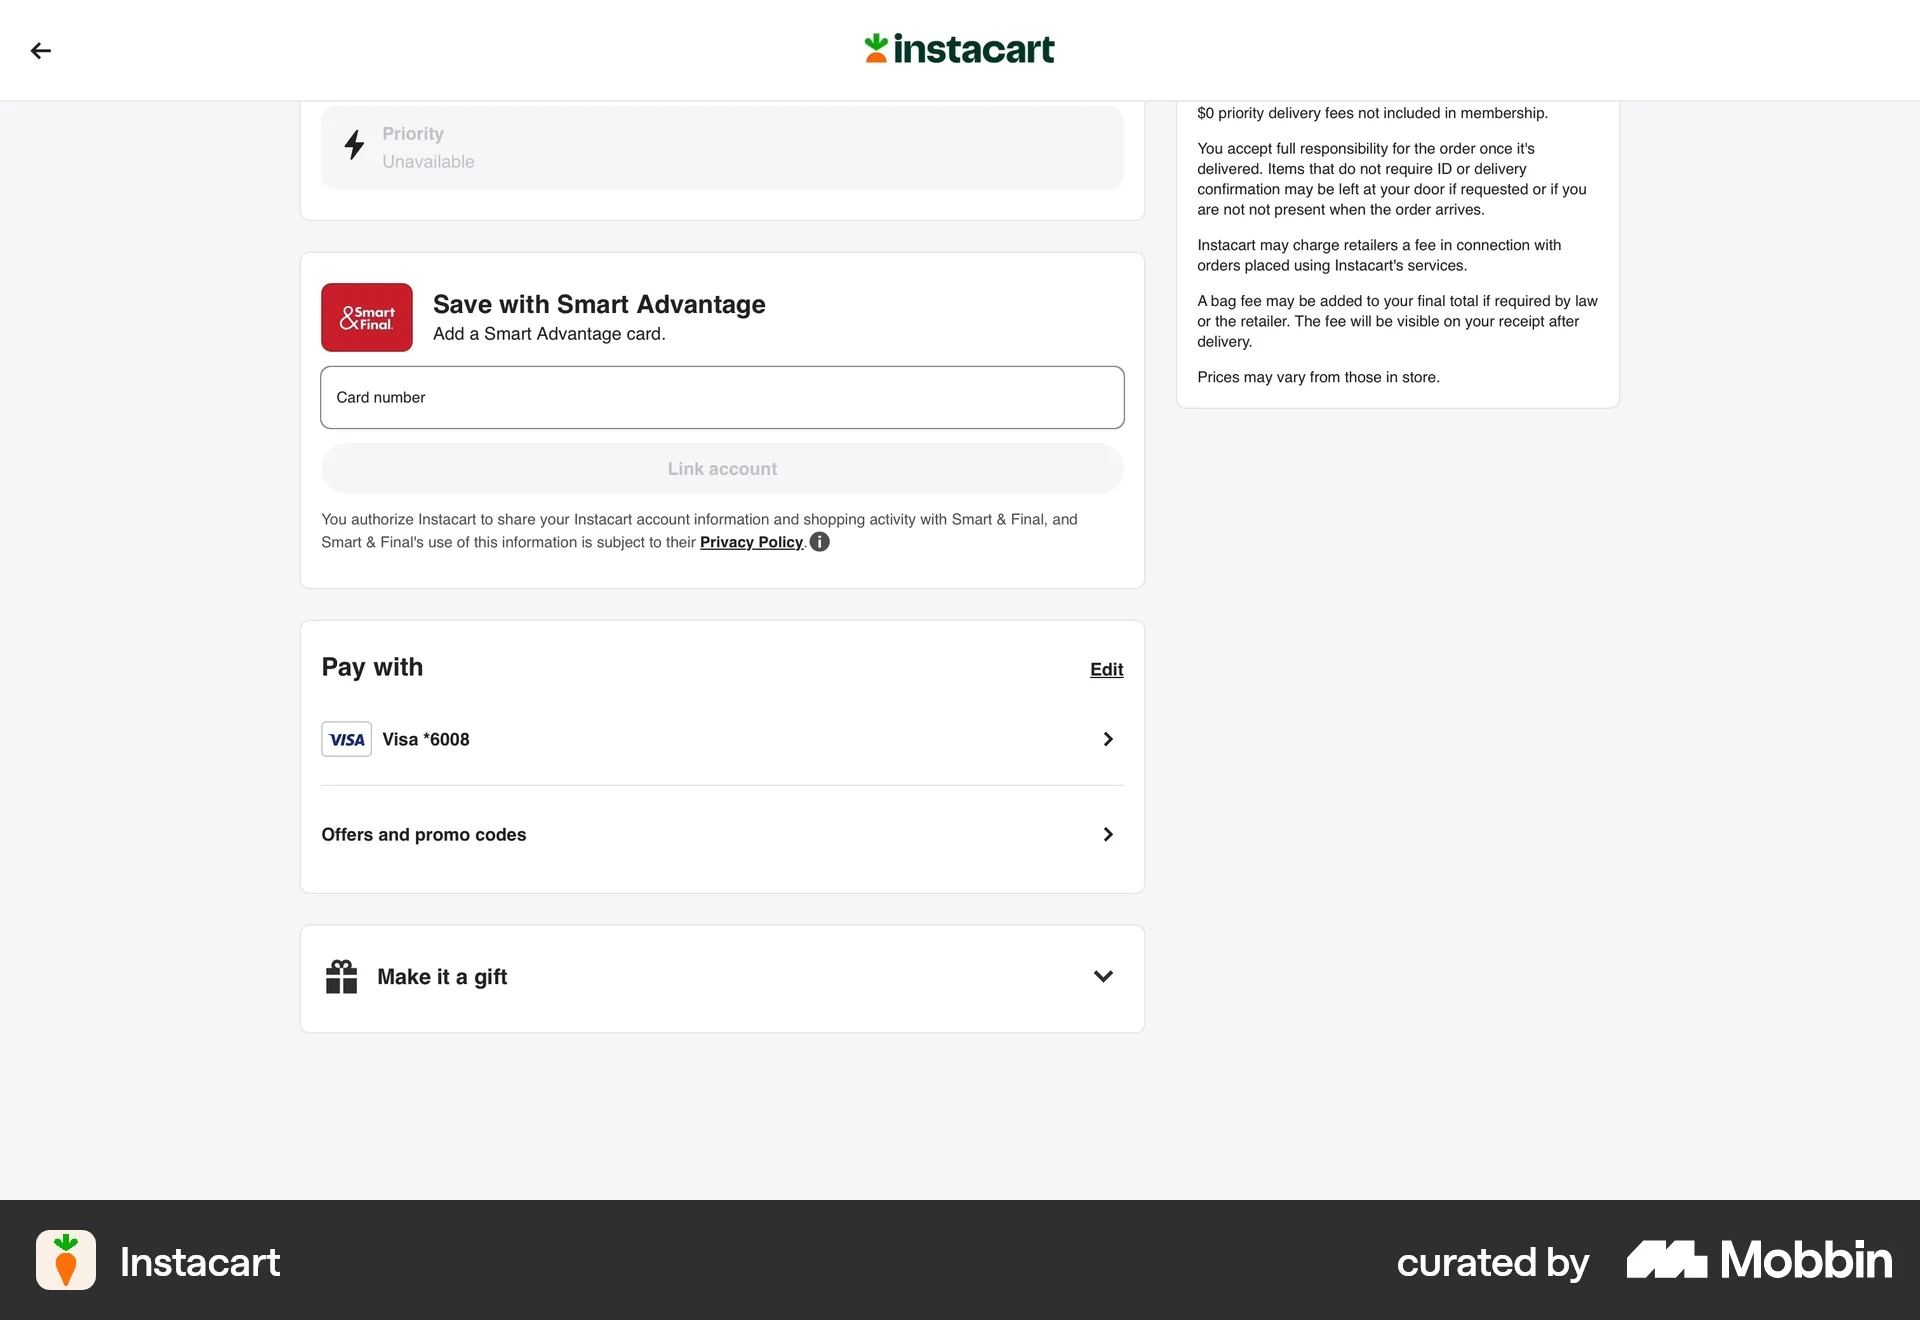 instacart
Priority
Unavailable
$0 priority delivery fees not included in membership.
You accept full responsibility for the order once it's
delivered. Items that do not require ID or delivery
confirmation may be left at your door if requested or if you
are not not present when the order arrives.
Instacart may charge retailers a fee in connection with
orders placed using Instacart's services.
A bag fee may be added to your final total if required by law
or the retailer. The fee will be visible on your receipt after
delivery.
Prices may vary from those in store.
&Smart
Final.
Save with Smart Advantage
Add a Smart Advantage card.
Card number
Link account
You authorize Instacart to share your Instacart account information and shopping activity with Smart & Final, and
Smart & Final's use of this information is subject to their Privacy Policy.
Pay with
Edit
VISA Visa *6008
Offers and promo codes
Make it a gift
Instacart
curated by Mobbin